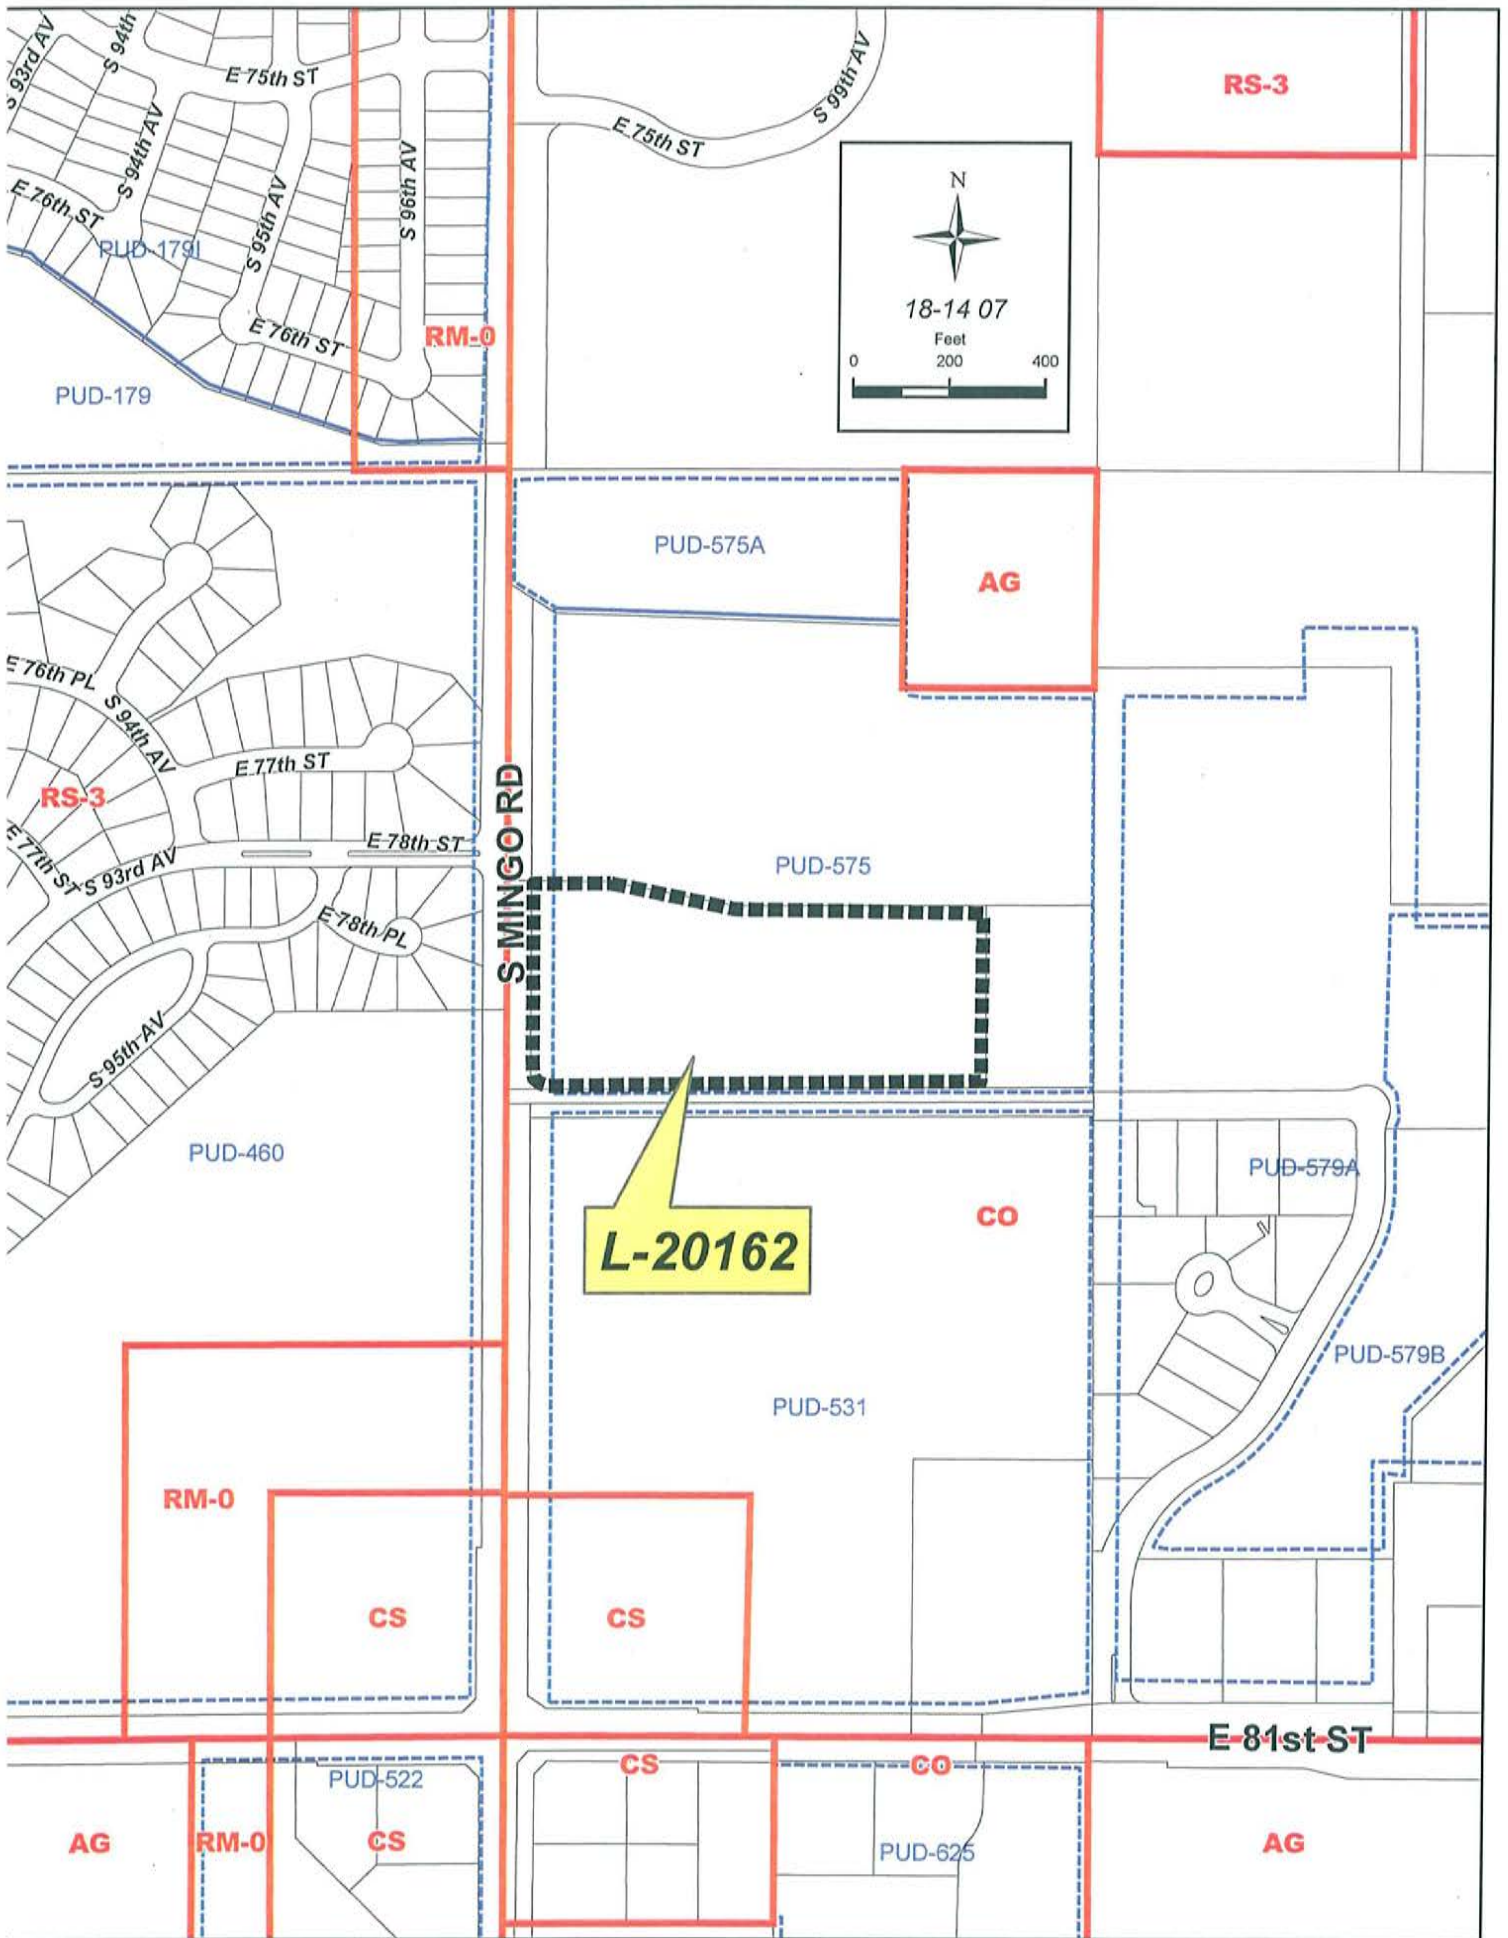 S 93rd AV
S 94th
E 75th ST
S 99th AV
RS-3
E 75th ST
S 94th AV
S 96th AV
E 76th ST
S 95th AV
PUD-179I
N
18-14 07
Feet
0 200 400
E 76th ST
RM-0
PUD-179
PUD-575A
AG
E 76th PL
S 94th AV
E 77th ST
RS-3
S MINGO RD
E 78th ST
E 77th ST
S 93rd AV
PUD-575
E 78th PL
S 95th AV
PUD-460
PUD-579A
CO
L-20162
PUD-579B
PUD-531
RM-0
CS
CS
E 81st ST
CS
CO
PUD-522
AG
RM-0
CS
PUD-625
AG